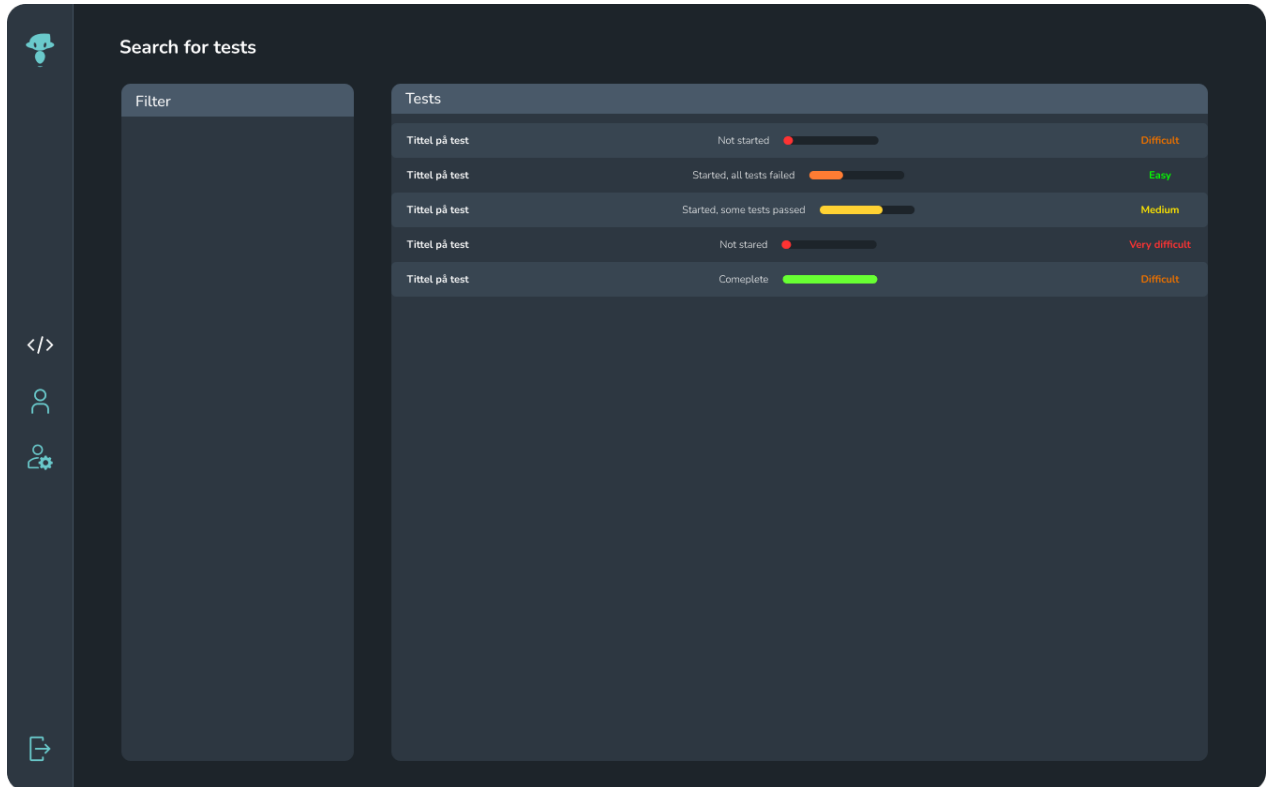 Search for tests
Filter
Tests
Tittel på test Not started Difficult
Tittel på test Started, all tests failed Easy
Tittel på test Started, some tests passed Medium
Tittel på test Not stared Very difficult
Tittel på test Comeplete Difficult